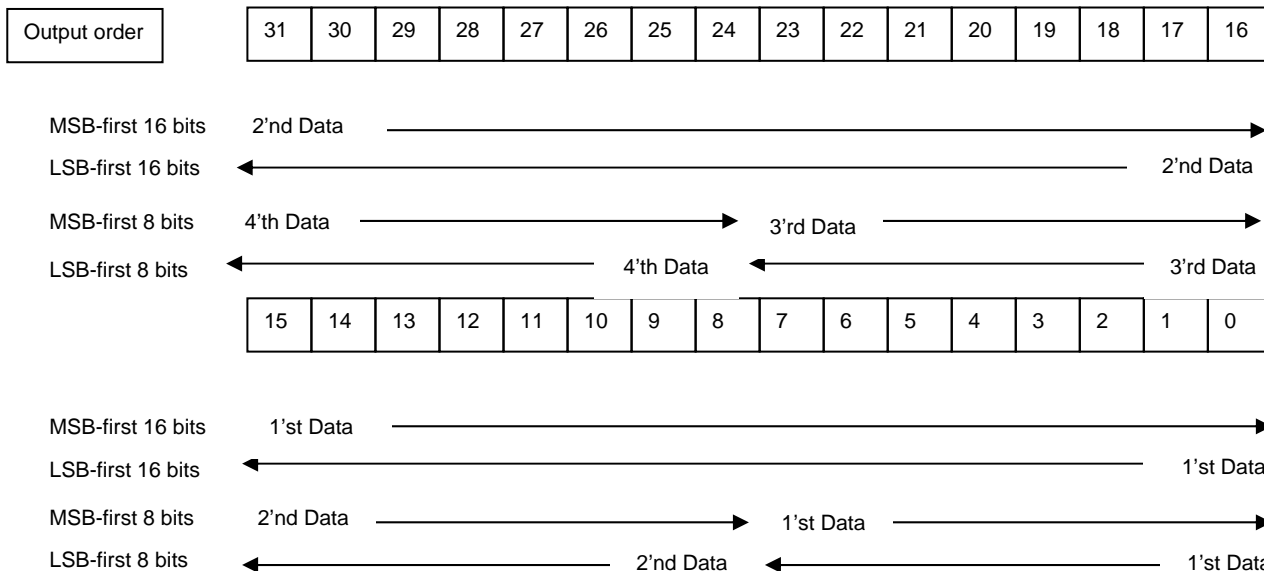 Output order 31 30 29 28 27 26 25 24 23 22 21 20 19 18 17 16
MSB-first 16 bits 2'nd Data
LSB-first 16 bits 2'nd Data
MSB-first 8 bits 4'th Data 3'rd Data
LSB-first 8 bits 4'th Data 3'rd Data
15 14 13 12 11 10 9 8 7 6 5 4 3 2 1 0
MSB-first 16 bits 1'st Data
LSB-first 16 bits 1'st Data
MSB-first 8 bits 2'nd Data 1'st Data
LSB-first 8 bits 2'nd Data 1'st Data